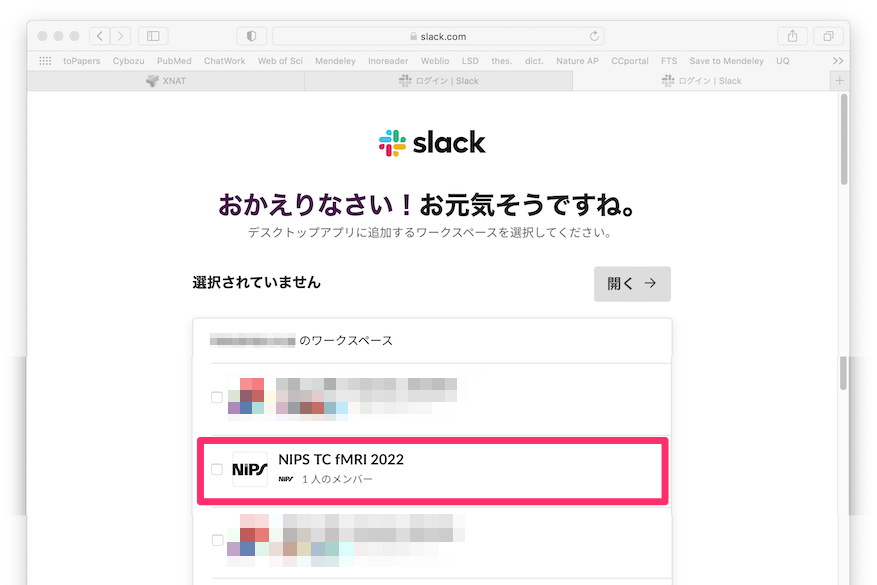 slack.com
toPapers Cybozu PubMed ChatWork Web of Sci Mendeley Inoreader Weblio LSD thes. dict. Nature AP CCportal FTS Save to Mendeley UQ
XNAT ログイン | Slack ログイン | Slack
slack
おかえりなさい！お元気そうですね。
デスクトップアプリに追加するワークスペースを選択してください。
選択されていません
開く →
のワークスペース
NIPS NIPS TC fMRI 2022
NIPS 1 人のメンバー